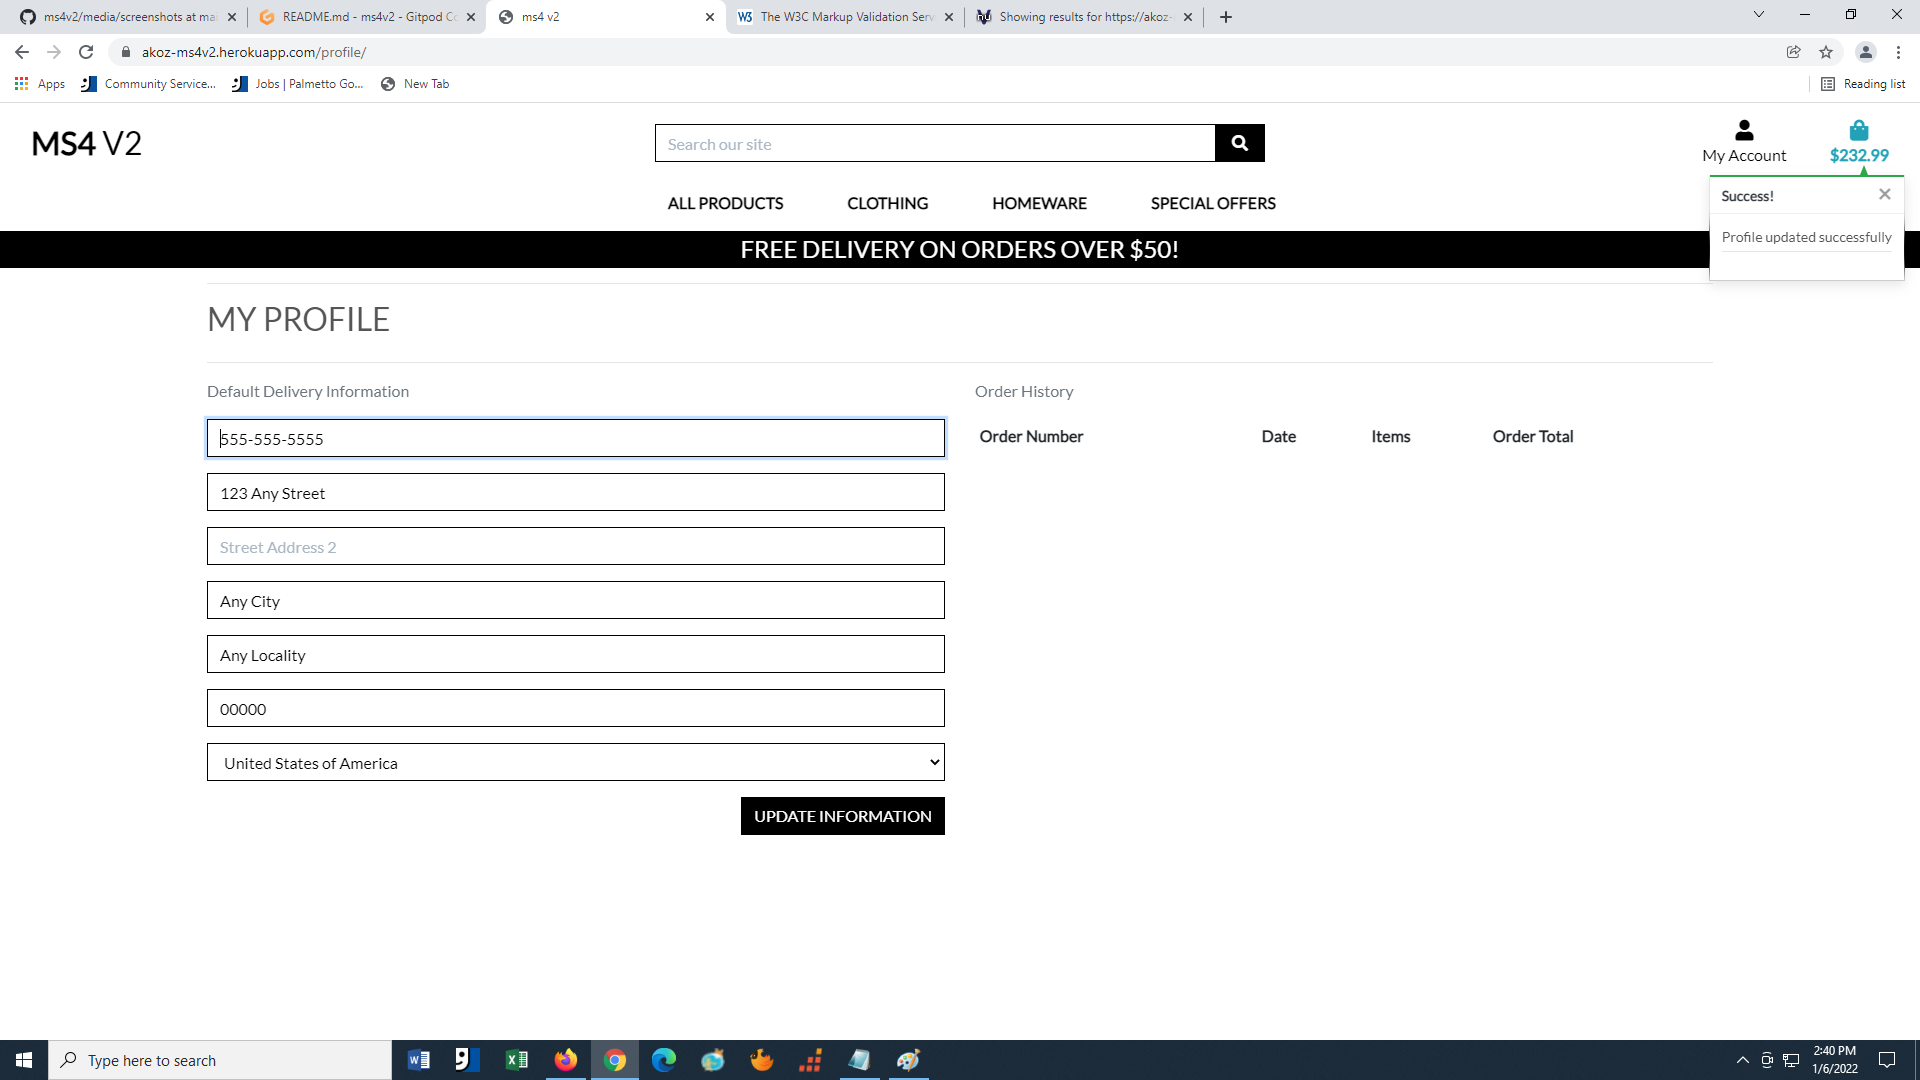 ms4v2/media/screenshots at ma
README.md - ms4v2 - Gitpod Co
ms4 v2
The W3C Markup Validation Serv
Showing results for https://akoz-
akoz-ms4v2.herokuapp.com/profile/
Apps
Community Service...
Jobs | Palmetto Go...
New Tab
Reading list
MS4 V2
Search our site
My Account
$232.99
ALL PRODUCTS
CLOTHING
HOMEWARE
SPECIAL OFFERS
Success!
Profile updated successfully
FREE DELIVERY ON ORDERS OVER $50!
MY PROFILE
Default Delivery Information
Order History
555-555-5555
Order Number Date Items Order Total
123 Any Street
Street Address 2
Any City
Any Locality
00000
United States of America
UPDATE INFORMATION
Type here to search
2:40 PM
1/6/2022